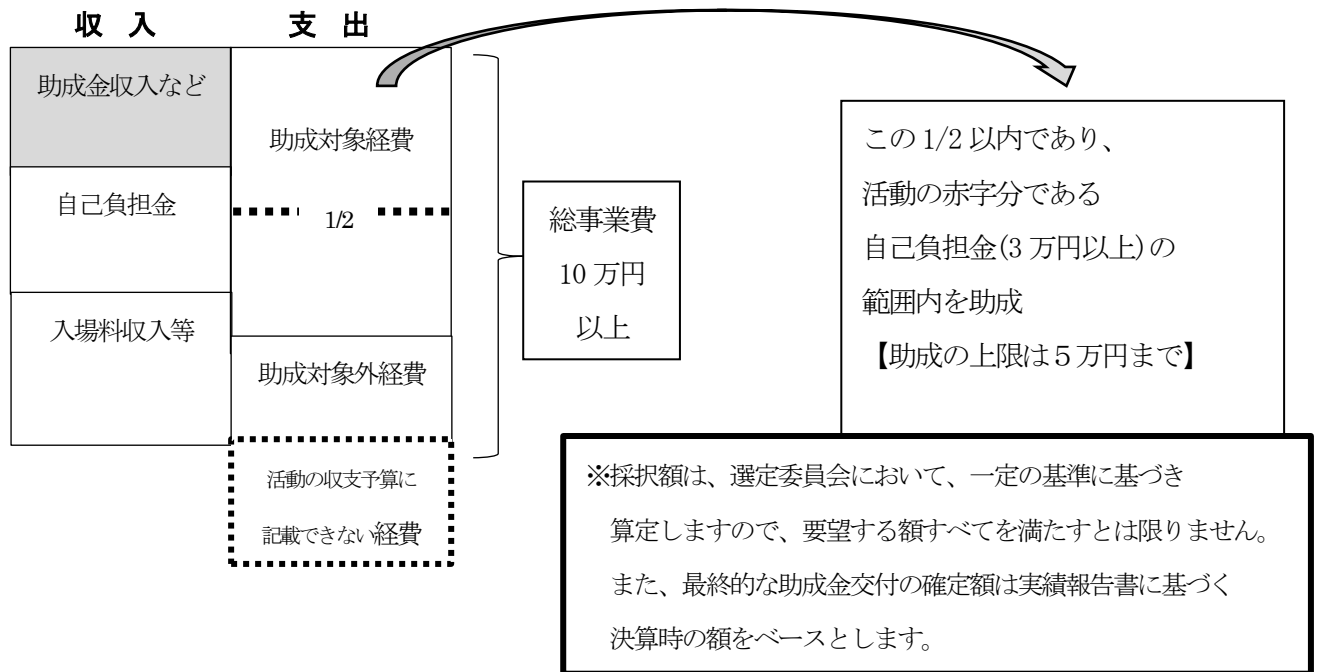 収 入
支 出
助成金収入など
自己負担金
入場料収入等
助成対象経費
1/2
助成対象外経費
活動の収支予算に
記載できない経費
総事業費
10 万円
以上
この 1/2 以内であり、
活動の赤字分である
自己負担金(3 万円以上)の
範囲内を助成
【助成の上限は５万円まで】
※採択額は、選定委員会において、一定の基準に基づき
算定しますので、要望する額すべてを満たすとは限りません。
また、最終的な助成金交付の確定額は実績報告書に基づく
決算時の額をベースとします。